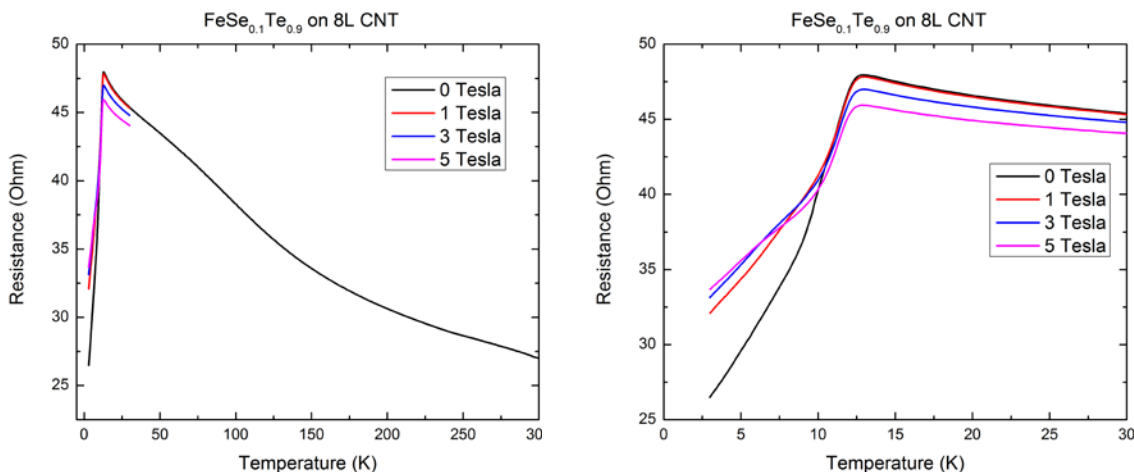 FeSe0.1Te0.9 on 8L CNT
50
45
40
35
30
25
Resistance (Ohm)
0 Tesla
1 Tesla
3 Tesla
5 Tesla
0 50 100 150 200 250 30
Temperature (K)
FeSe0.1Te0.9 on 8L CNT
50
45
40
35
30
25
Resistance (Ohm)
0 Tesla
1 Tesla
3 Tesla
5 Tesla
0 5 10 15 20 25 30
Temperature (K)